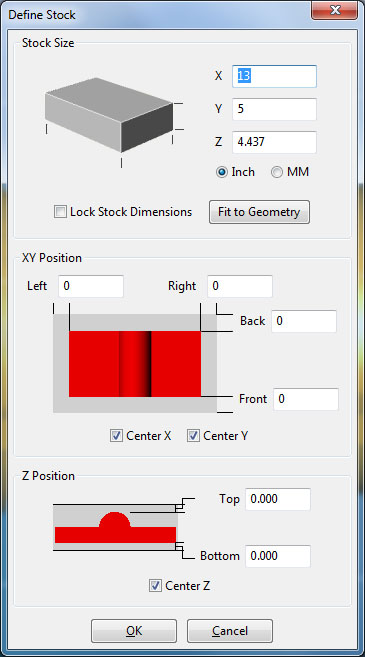 Define Stock
Stock Size
X 13
Y 5
Z 4.437
Inch MM
Lock Stock Dimensions Fit to Geometry
XY Position
Left 0 Right 0
Back 0
Front 0
Center X Center Y
Z Position
Top 0.000
Bottom 0.000
Center Z
OK Cancel